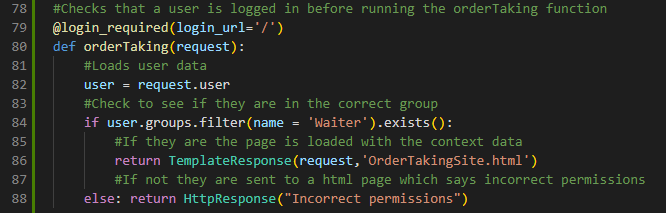 78 #Checks that a user is logged in before running the orderTaking function
79 @login_required(login_url='/')
80 def orderTaking(request):
81     #Loads user data
82     user = request.user
83     #Check to see if they are in the correct group
84     if user.groups.filter(name = 'Waiter').exists():
85         #If they are the page is loaded with the context data
86         return TemplateResponse(request,'OrderTakingSite.html')
87         #If not they are sent to a html page which says incorrect permissions
88     else: return HttpResponse("Incorrect permissions")